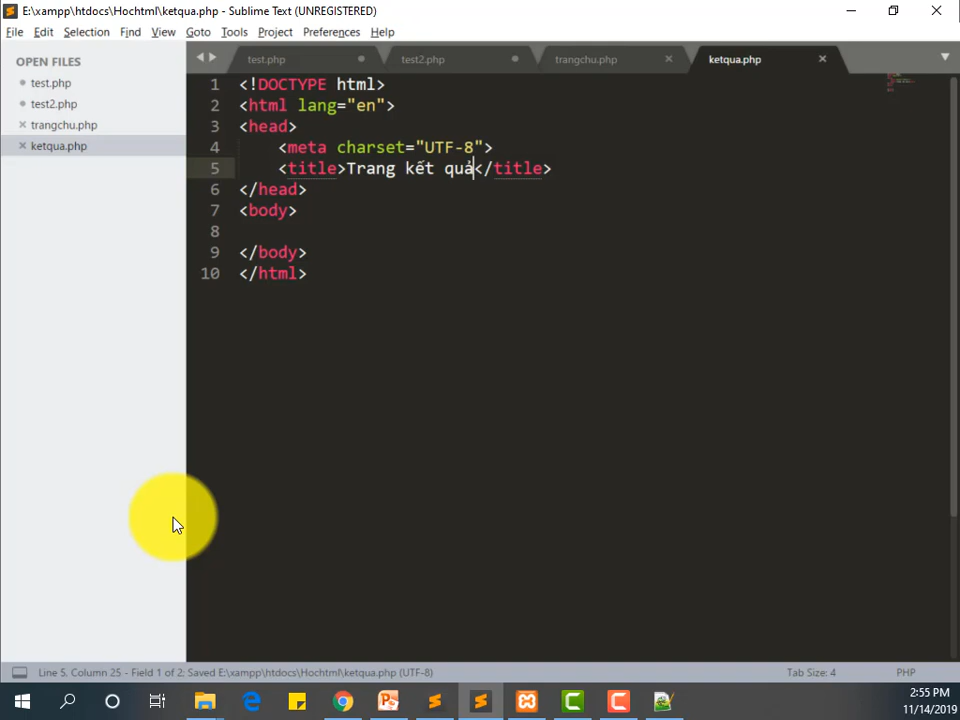 E:\xampp\htdocs\Hochtml\ketqua.php - Sublime Text (UNREGISTERED)
File Edit Selection Find View Goto Tools Project Preferences Help
OPEN FILES
test.php
test2.php
trangchu.php
ketqua.php
test.php test2.php trangchu.php ketqua.php
1 <!DOCTYPE html>
2 <html lang="en">
3 <head>
4 <meta charset="UTF-8">
5 <title>Trang kết quả</title>
6 </head>
7 <body>
8
9 </body>
10 </html>
Line 5, Column 25 - Field 1 of 2: Saved E:\xampp\htdocs\Hochtml\ketqua.php (UTF-8) Tab Size: 4 PHP
2:55 PM
11/14/2019